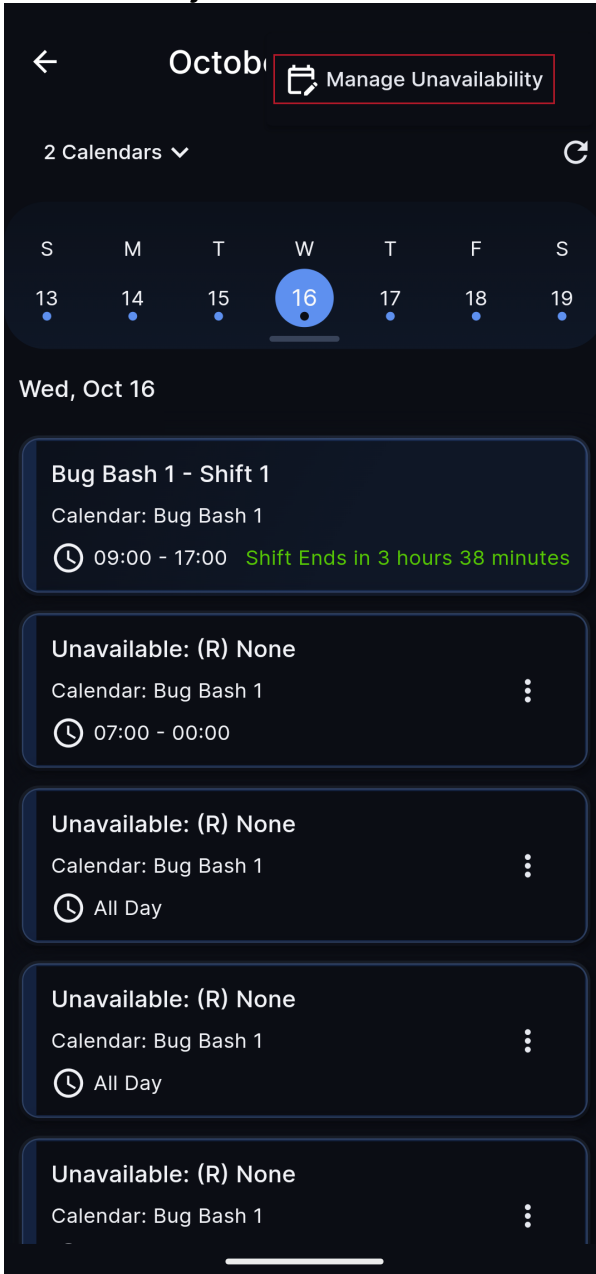 Octob
Manage Unavailability
2 Calendars
S M T W T F S
13 14 15 16 17 18 19
Wed, Oct 16
Bug Bash 1 - Shift 1
Calendar: Bug Bash 1
09:00 - 17:00 Shift Ends in 3 hours 38 minutes
Unavailable: (R) None
Calendar: Bug Bash 1
07:00 - 00:00
Unavailable: (R) None
Calendar: Bug Bash 1
All Day
Unavailable: (R) None
Calendar: Bug Bash 1
All Day
Unavailable: (R) None
Calendar: Bug Bash 1